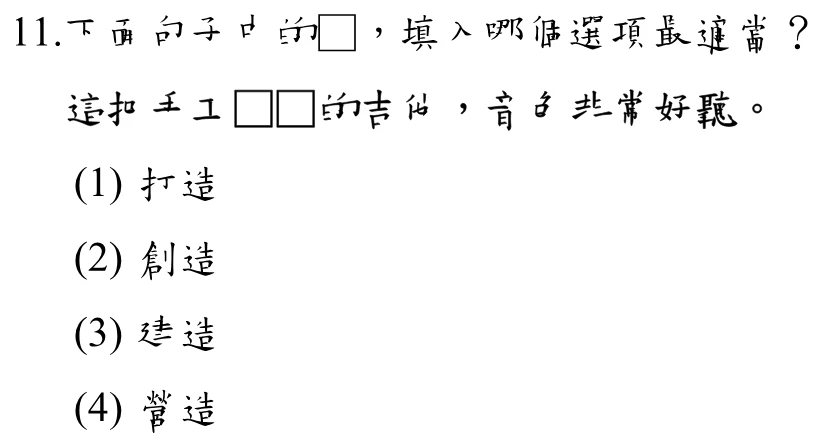 11.下面句子中的□，填入哪個選項最適當？
這把手工□□的吉他，音色非常好聽。
(1) 打造
(2) 創造
(3) 建造
(4) 營造